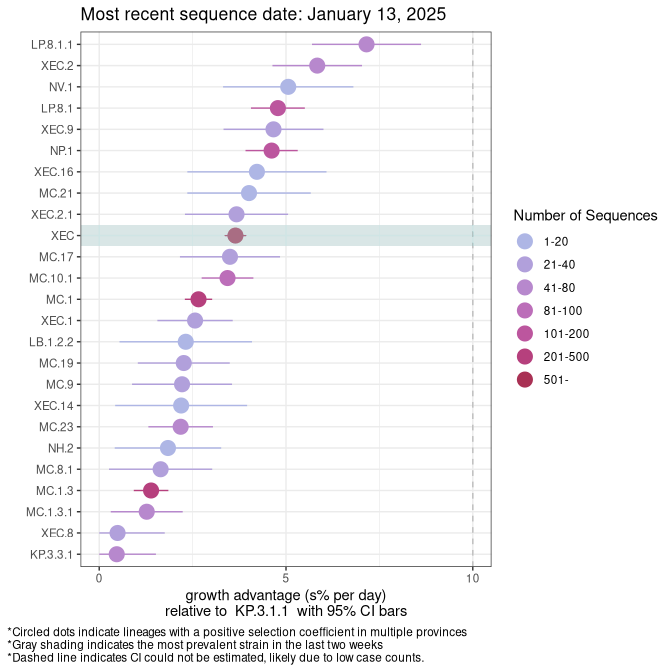 Most recent sequence date: January 13, 2025
LP.8.1.1
XEC.2
NV.1
LP.8.1
XEC.9
NP.1
XEC.16
MC.21
XEC.2.1
XEC
MC.17
MC.10.1
MC.1
XEC.1
LB.1.2.2
MC.19
MC.9
XEC.14
MC.23
NH.2
MC.8.1
MC.1.3
MC.1.3.1
XEC.8
KP.3.3.1
0 5 10
growth advantage (s% per day)
relative to KP.3.1.1 with 95% CI bars
Number of Sequences
1-20
21-40
41-80
81-100
101-200
201-500
501-
*Circled dots indicate lineages with a positive selection coefficient in multiple provinces
*Gray shading indicates the most prevalent strain in the last two weeks
*Dashed line indicates CI could not be estimated, likely due to low case counts.